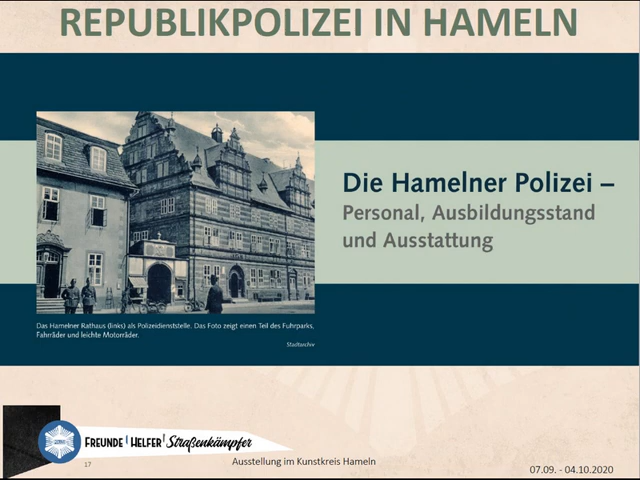 REPUBLIKPOLIZEI IN HAMELN
Die Hamelner Polizei –
Personal, Ausbildungsstand
und Ausstattung
Das Hamelner Rathaus (links) als Polizeidienststelle. Das Foto zeigt einen Teil des Fuhrparks,
Fahrräder und leichte Motorräder.
Stadtarchiv
FREUNDE | HELFER | Straßenkämpfer
17
Ausstellung im Kunstkreis Hameln
07.09. - 04.10.2020